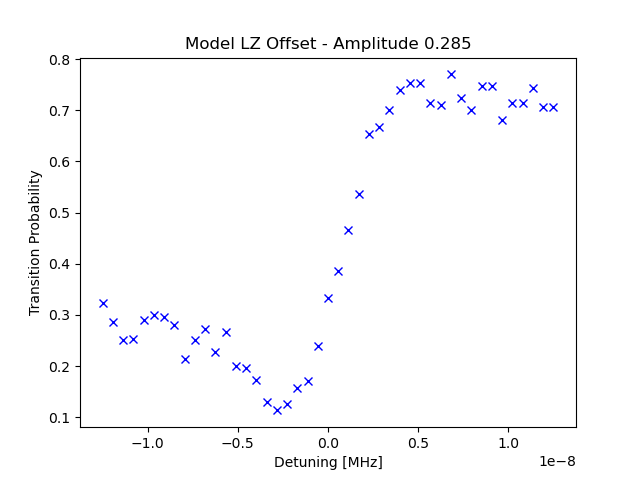 Model LZ Offset - Amplitude 0.285
0.8
0.7
0.6
0.5
0.4
0.3
0.2
0.1
Transition Probability
−1.0 −0.5 0.0 0.5 1.0
1e−8
Detuning [MHz]